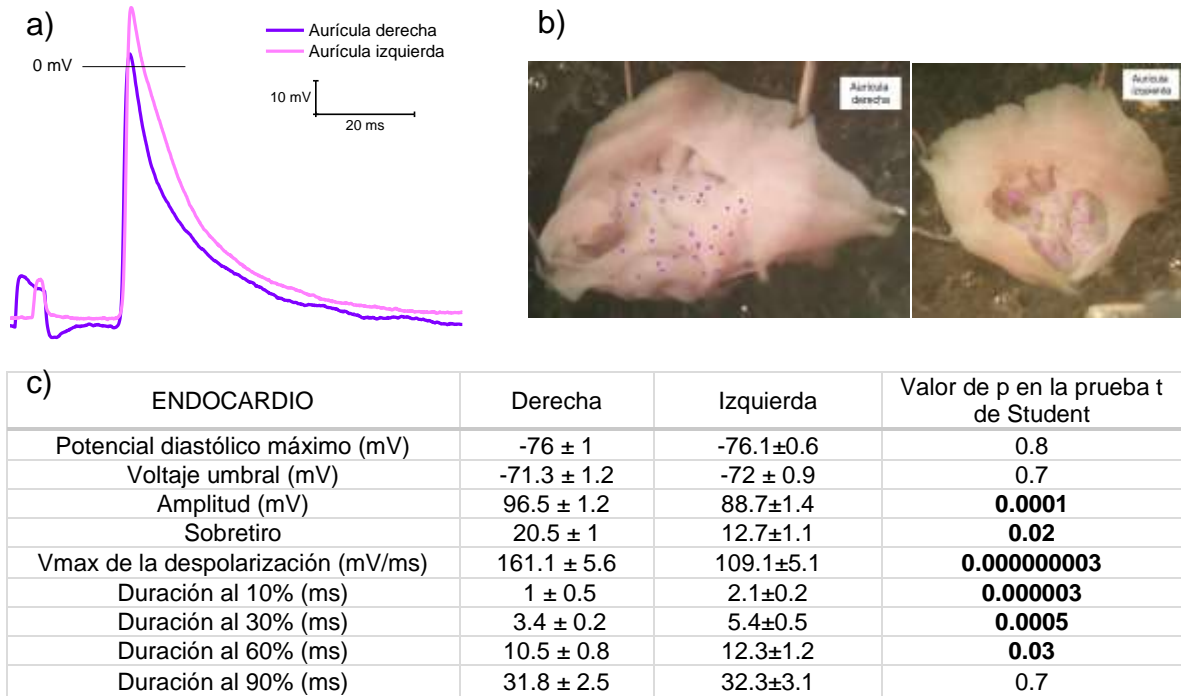 a)
Aurícula derecha
Aurícula izquierda
0 mV
10 mV
20 ms
b)
Aurícula
derecha
Aurícula
izquierda
c)
ENDOCARDIO Derecha Izquierda Valor de p en la prueba t
de Student
Potencial diastólico máximo (mV) -76 ± 1 -76.1±0.6 0.8
Voltaje umbral (mV) -71.3 ± 1.2 -72 ± 0.9 0.7
Amplitud (mV) 96.5 ± 1.2 88.7±1.4 0.0001
Sobretiro 20.5 ± 1 12.7±1.1 0.02
Vmax de la despolarización (mV/ms) 161.1 ± 5.6 109.1±5.1 0.000000003
Duración al 10% (ms) 1 ± 0.5 2.1±0.2 0.000003
Duración al 30% (ms) 3.4 ± 0.2 5.4±0.5 0.0005
Duración al 60% (ms) 10.5 ± 0.8 12.3±1.2 0.03
Duración al 90% (ms) 31.8 ± 2.5 32.3±3.1 0.7